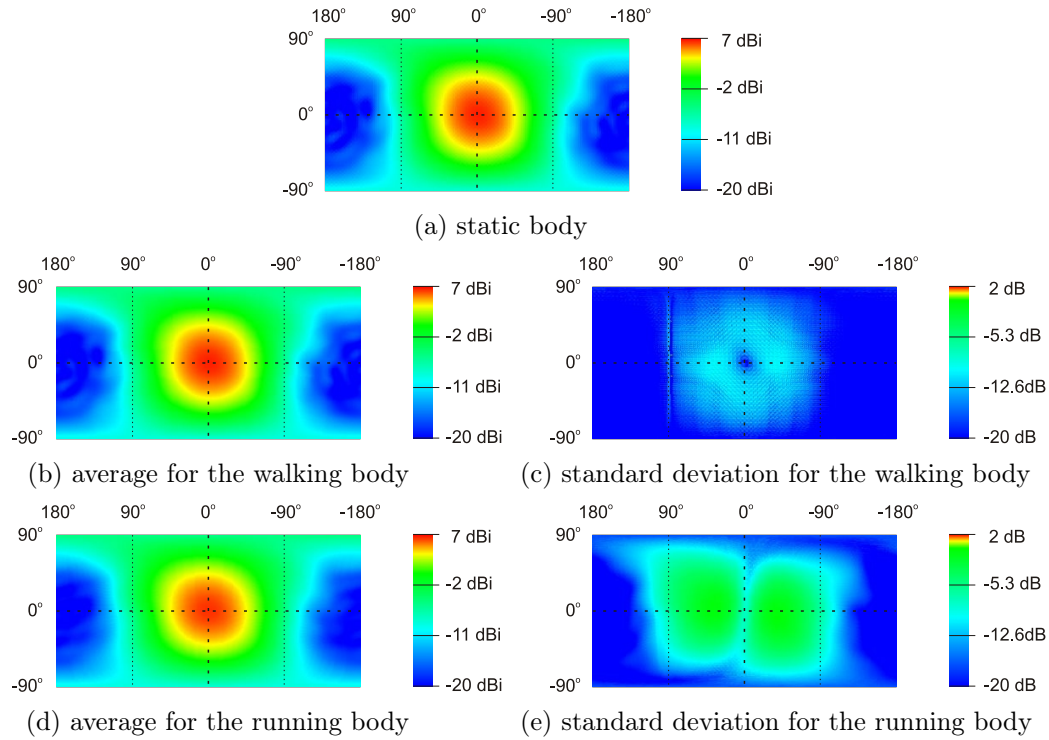 180° 90° 0° -90° -180°
90°
0°
-90°
7 dBi
-2 dBi
-11 dBi
-20 dBi
(a) static body
180° 90° 0° -90° -180°
90°
0°
-90°
7 dBi
-2 dBi
-11 dBi
-20 dBi
(b) average for the walking body
180° 90° 0° -90° -180°
90°
0°
-90°
2 dB
-5.3 dB
-12.6dB
-20 dB
(c) standard deviation for the walking body
180° 90° 0° -90° -180°
90°
0°
-90°
7 dBi
-2 dBi
-11 dBi
-20 dBi
(d) average for the running body
180° 90° 0° -90° -180°
90°
0°
-90°
2 dB
-5.3 dB
-12.6dB
-20 dB
(e) standard deviation for the running body